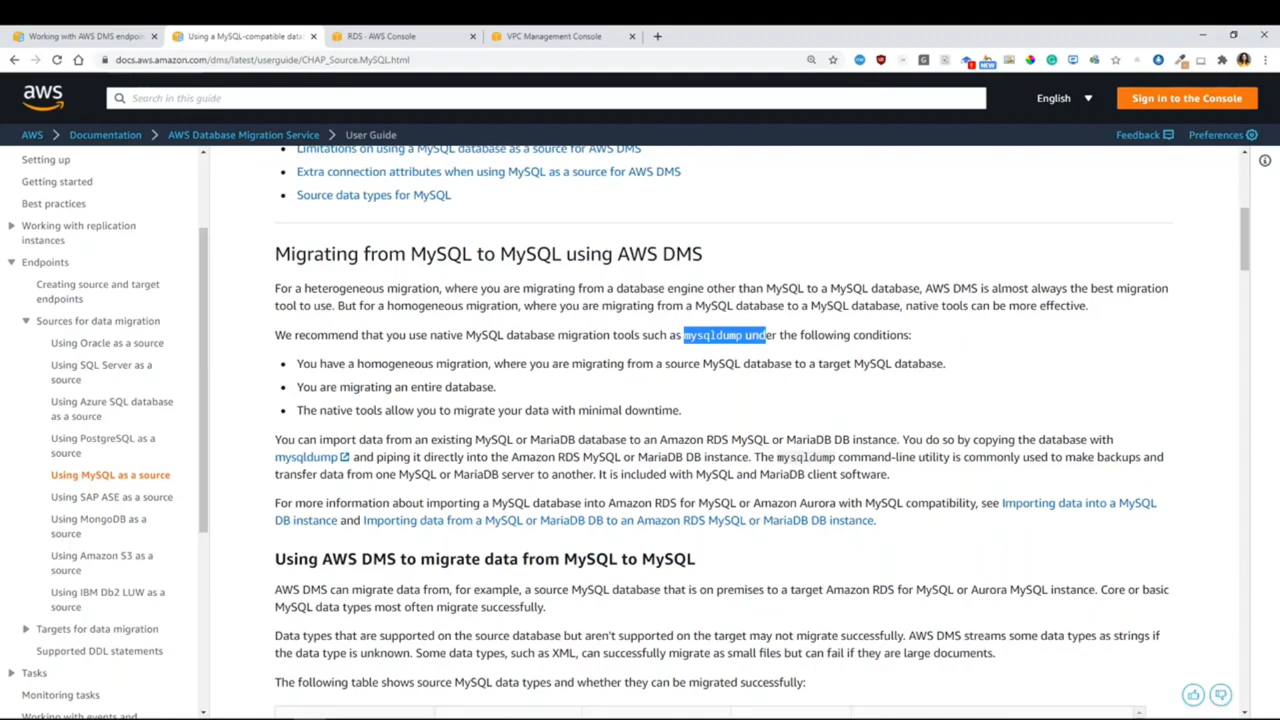 Working with AWS DMS endpoin
Using a MySQL-compatible data
RDS - AWS Console
VPC Management Console
docs.aws.amazon.com/dms/latest/userguide/CHAP_Source.MySQL.html
aws
Search in this guide
English
Sign In to the Console
AWS
Documentation
AWS Database Migration Service
User Guide
Feedback
Preferences
Setting up
Getting started
Best practices
Working with replication
instances
Endpoints
Creating source and target
endpoints
Sources for data migration
Using Oracle as a source
Using SQL Server as a
source
Using Azure SQL database
as a source
Using PostgreSQL as a
source
Using MySQL as a source
Using SAP ASE as a source
Using MongoDB as a
source
Using Amazon S3 as a
source
Using IBM Db2 LUW as a
source
Targets for data migration
Supported DDL statements
Tasks
Monitoring tasks
Working with events and
Limitations on using a MySQL database as a source for AWS DMS
Extra connection attributes when using MySQL as a source for AWS DMS
Source data types for MySQL
Migrating from MySQL to MySQL using AWS DMS
For a heterogeneous migration, where you are migrating from a database engine other than MySQL to a MySQL database, AWS DMS is almost always the best migration
tool to use. But for a homogeneous migration, where you are migrating from a MySQL database to a MySQL database, native tools can be more effective.
We recommend that you use native MySQL database migration tools such as mysqldump under the following conditions:
You have a homogeneous migration, where you are migrating from a source MySQL database to a target MySQL database.
You are migrating an entire database.
The native tools allow you to migrate your data with minimal downtime.
You can import data from an existing MySQL or MariaDB database to an Amazon RDS MySQL or MariaDB DB instance. You do so by copying the database with
mysqldump and piping it directly into the Amazon RDS MySQL or MariaDB DB instance. The mysqldump command-line utility is commonly used to make backups and
transfer data from one MySQL or MariaDB server to another. It is included with MySQL and MariaDB client software.
For more information about importing a MySQL database into Amazon RDS for MySQL or Amazon Aurora with MySQL compatibility, see Importing data into a MySQL
DB instance and Importing data from a MySQL or MariaDB DB to an Amazon RDS MySQL or MariaDB DB instance.
Using AWS DMS to migrate data from MySQL to MySQL
AWS DMS can migrate data from, for example, a source MySQL database that is on premises to a target Amazon RDS for MySQL or Aurora MySQL instance. Core or basic
MySQL data types most often migrate successfully.
Data types that are supported on the source database but aren't supported on the target may not migrate successfully. AWS DMS streams some data types as strings if
the data type is unknown. Some data types, such as XML, can successfully migrate as small files but can fail if they are large documents.
The following table shows source MySQL data types and whether they can be migrated successfully: